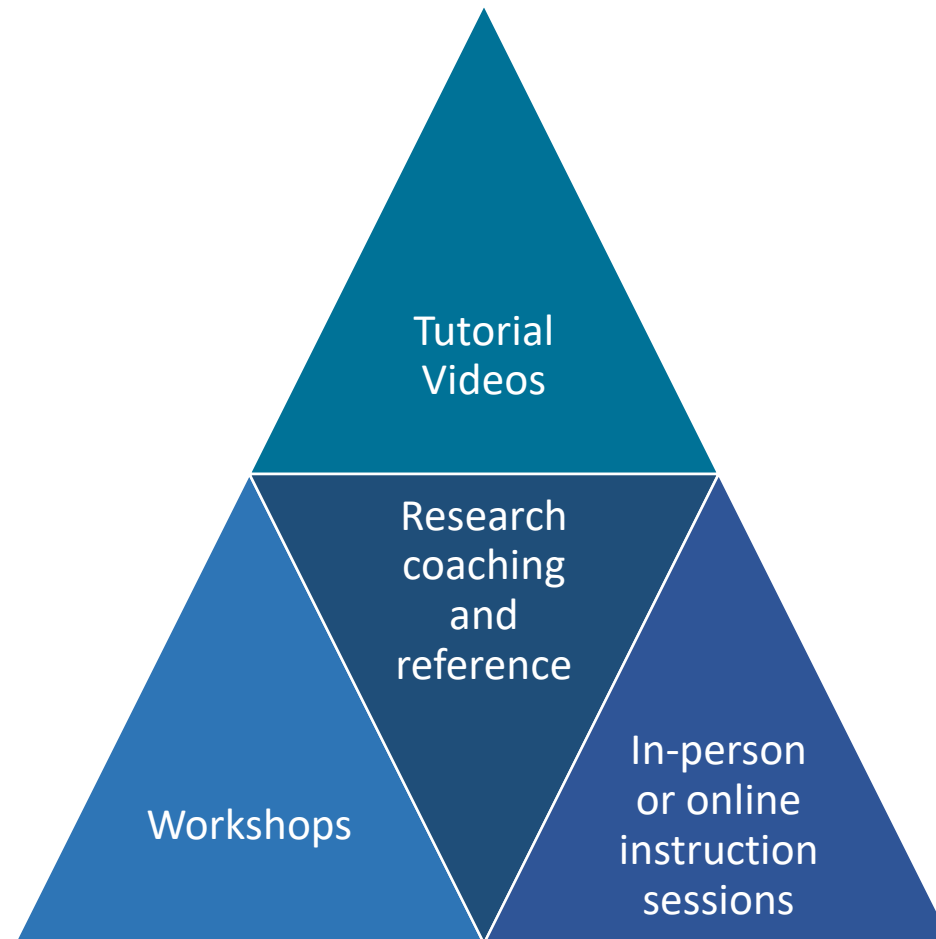 Tutorial
Videos
Research
coaching
and
reference
Workshops
In-person
or online
instruction
sessions